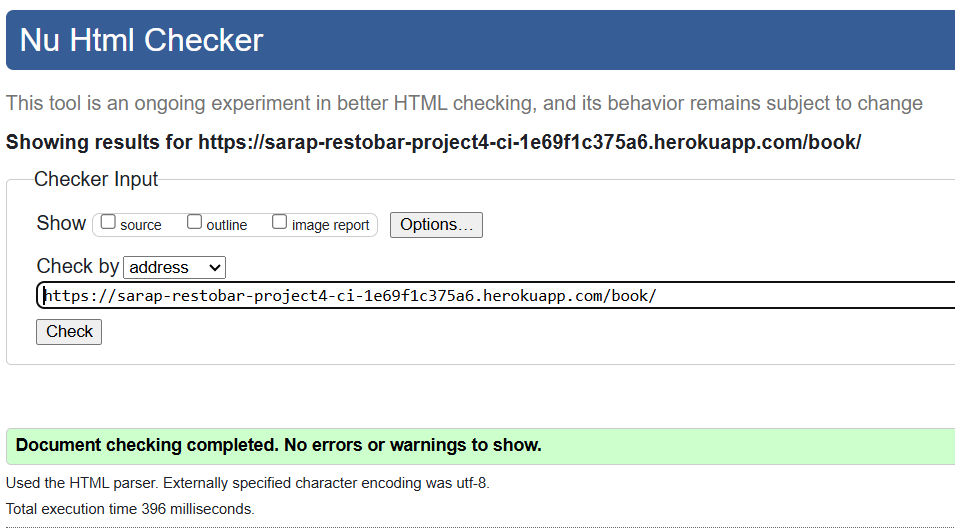 Nu Html Checker
This tool is an ongoing experiment in better HTML checking, and its behavior remains subject to change
Showing results for https://sarap-restobar-project4-ci-1e69f1c375a6.herokuapp.com/book/
Checker Input
Show source outline image report Options...
Check by address
https://sarap-restobar-project4-ci-1e69f1c375a6.herokuapp.com/book/
Check
Document checking completed. No errors or warnings to show.
Used the HTML parser. Externally specified character encoding was utf-8.
Total execution time 396 milliseconds.